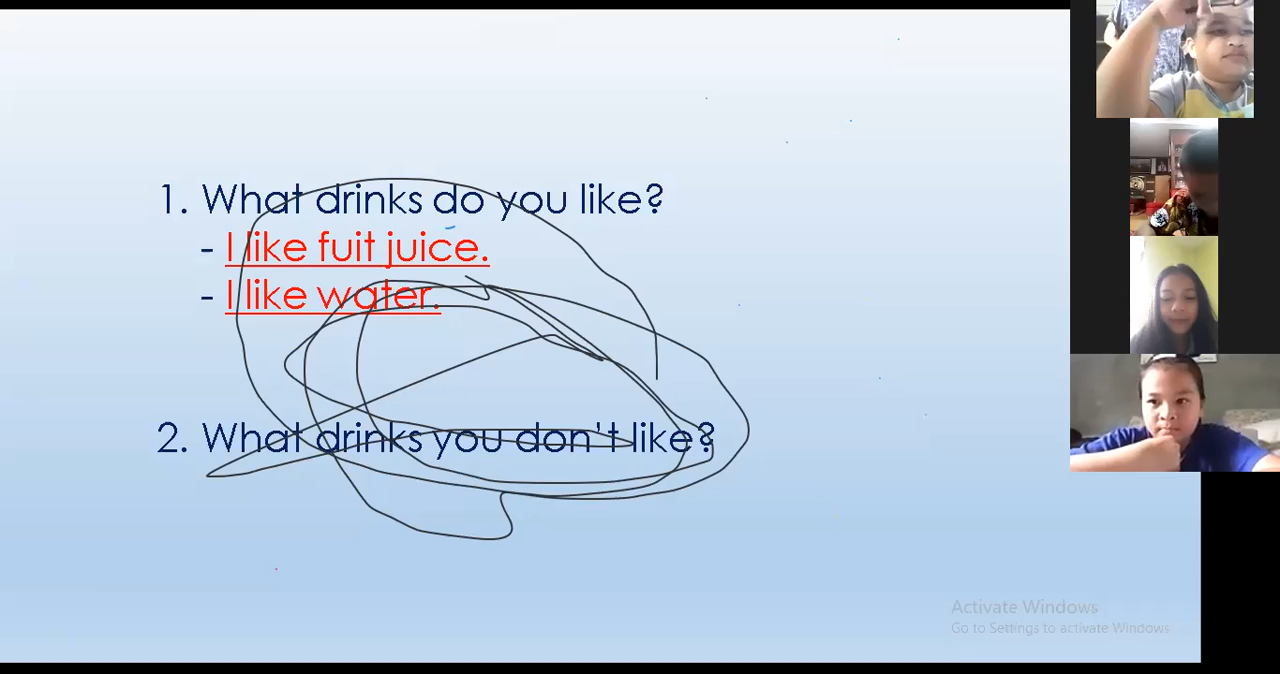 1. What drinks do you like?
- I like fuit juice.
- I like water.
2. What drinks you don't like?
Activate Windows
Go to Settings to activate Windows